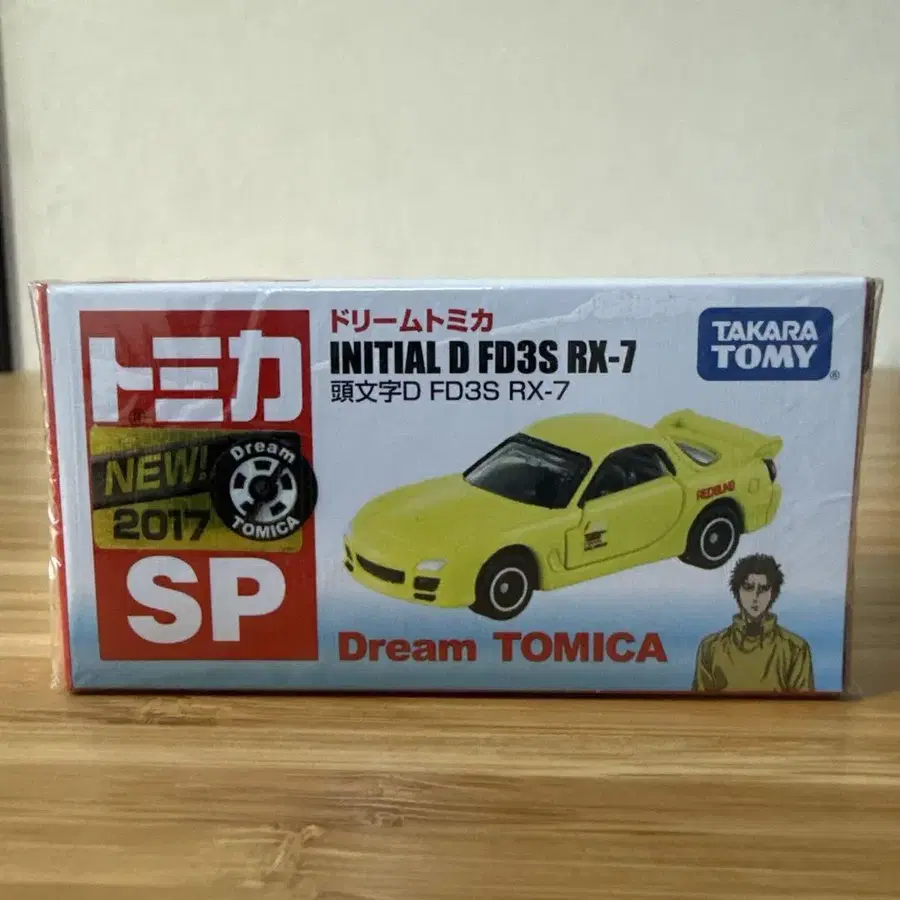 トミカ
NEW!
2017
Dream
TOMICA
SP
ドリームトミカ
INITIAL D FD3S RX-7
頭文字D FD3S RX-7
TAKARA
TOMY
®
REDSUNS
Dream TOMICA